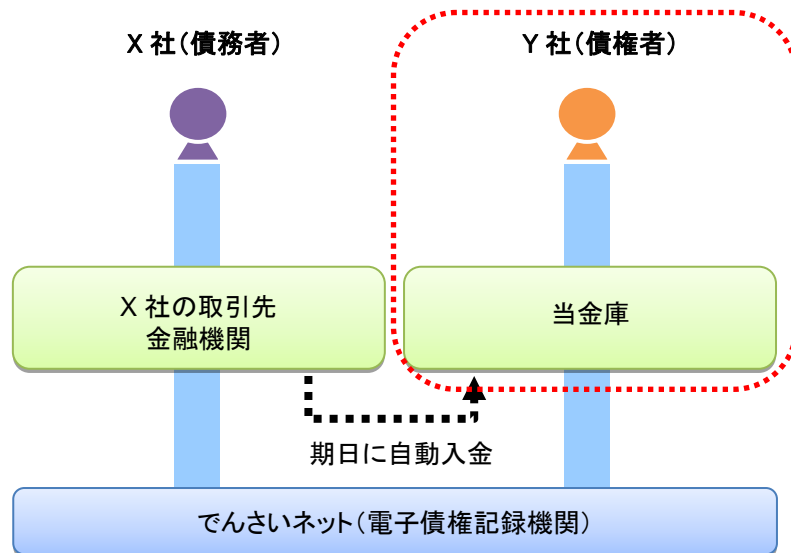 X 社(債務者)
Y 社(債権者)
X 社の取引先
金融機関
当金庫
期日に自動入金
でんさいネット(電子債権記録機関)